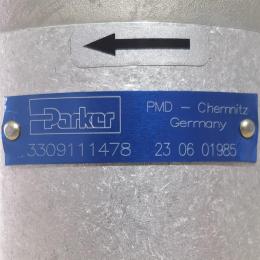 Parker
PMD - Chemnitz
Germany
3309111478 23 06 01985